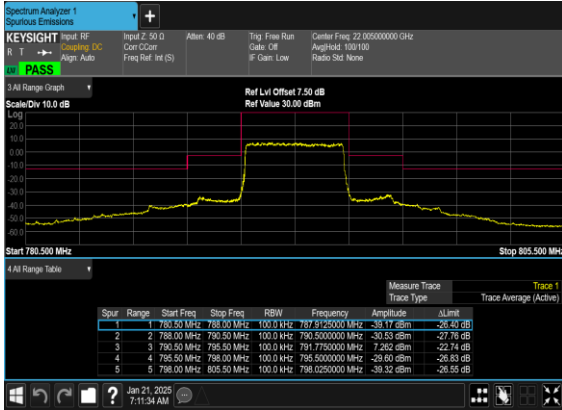 Spectrum Analyzer 1
Spurious Emissions
+
KEYSIGHT Input: RF Input Z: 50 Ω Atten: 40 dB Trig: Free Run Center Freq: 22.005000000 GHz
R T Coupling: DC Corr CCorr Gate: Off Avg|Hold: 100/100
Align: Auto Freq Ref: Int (S) IF Gain: Low Radio Std: None
PASS
3 All Range Graph Ref Lvl Offset 7.50 dB
Scale/Div 10.0 dB Ref Value 30.00 dBm
Log
20.0
10.0
0.00
-10.0
-20.0
-30.0
-40.0
-50.0
-60.0
Start 780.500 MHz Stop 805.500 MHz
4 All Range Table
Measure Trace Trace 1
Trace Type Trace Average (Active)
Spur Range Start Freq Stop Freq RBW Frequency Amplitude ΔLimit
1 1 780.50 MHz 788.00 MHz 100.0 kHz 787.9125000 MHz -39.17 dBm -26.40 dB
2 2 788.00 MHz 790.50 MHz 100.0 kHz 790.5000000 MHz -30.53 dBm -27.76 dB
3 3 790.50 MHz 795.50 MHz 100.0 kHz 791.7750000 MHz 7.262 dBm -22.74 dB
4 4 795.50 MHz 798.00 MHz 100.0 kHz 795.5000000 MHz -29.60 dBm -26.83 dB
5 5 798.00 MHz 805.50 MHz 100.0 kHz 798.0250000 MHz -39.32 dBm -26.55 dB
? Jan 21, 2025
7:11:34 AM